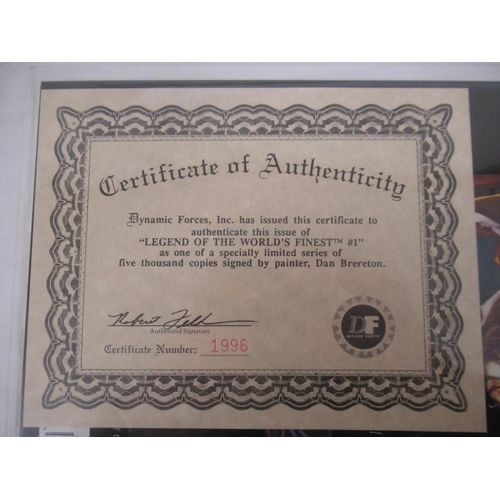 Certificate of Authenticity
Dynamic Forces, Inc. has issued this certificate to
authenticate this issue of
"LEGEND OF THE WORLD'S FINEST™ #1"
as one of a specially limited series of
five thousand copies signed by painter, Dan Brereton.
Authorized Signature
Certificate Number: 1996
DF
DYNAMIC FORCES